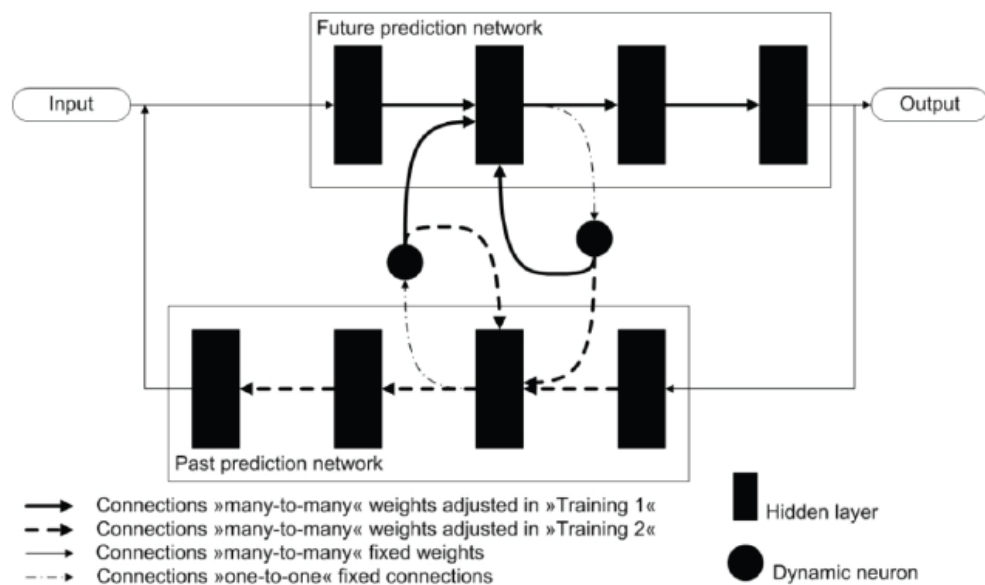 Future prediction network
Input
Output
Past prediction network
Connections »many-to-many« weights adjusted in »Training 1«
Connections »many-to-many« weights adjusted in »Training 2«
Connections »many-to-many« fixed weights
Connections »one-to-one« fixed connections
Hidden layer
Dynamic neuron